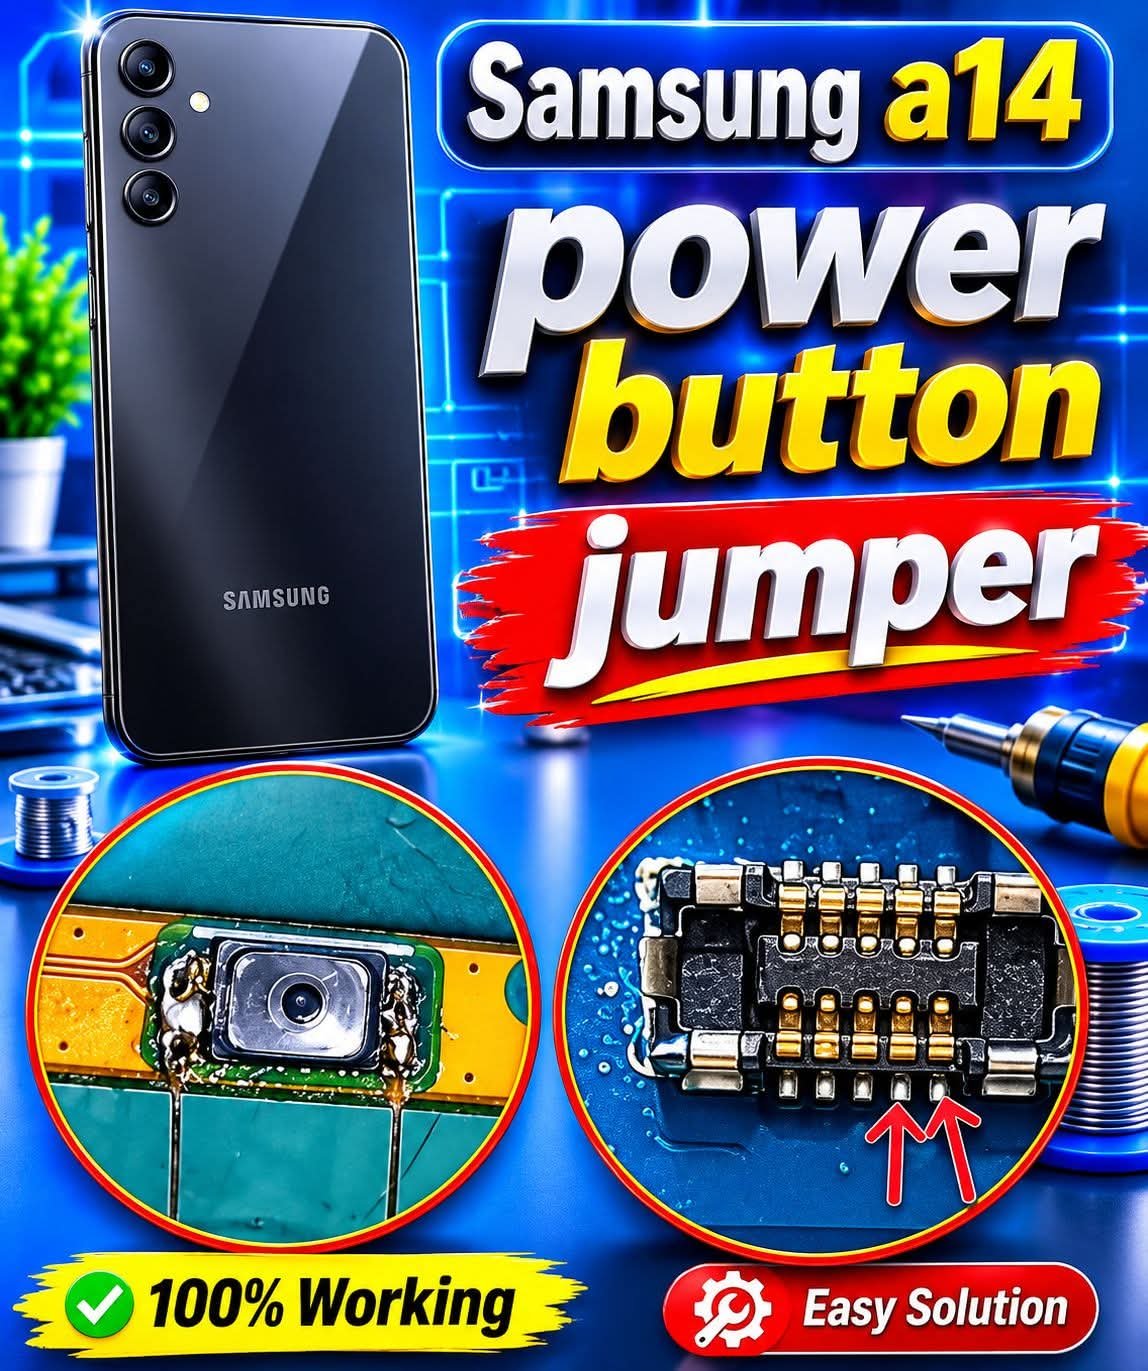 Samsung a14
power
button
jumper
SAMSUNG
100% Working
Easy Solution